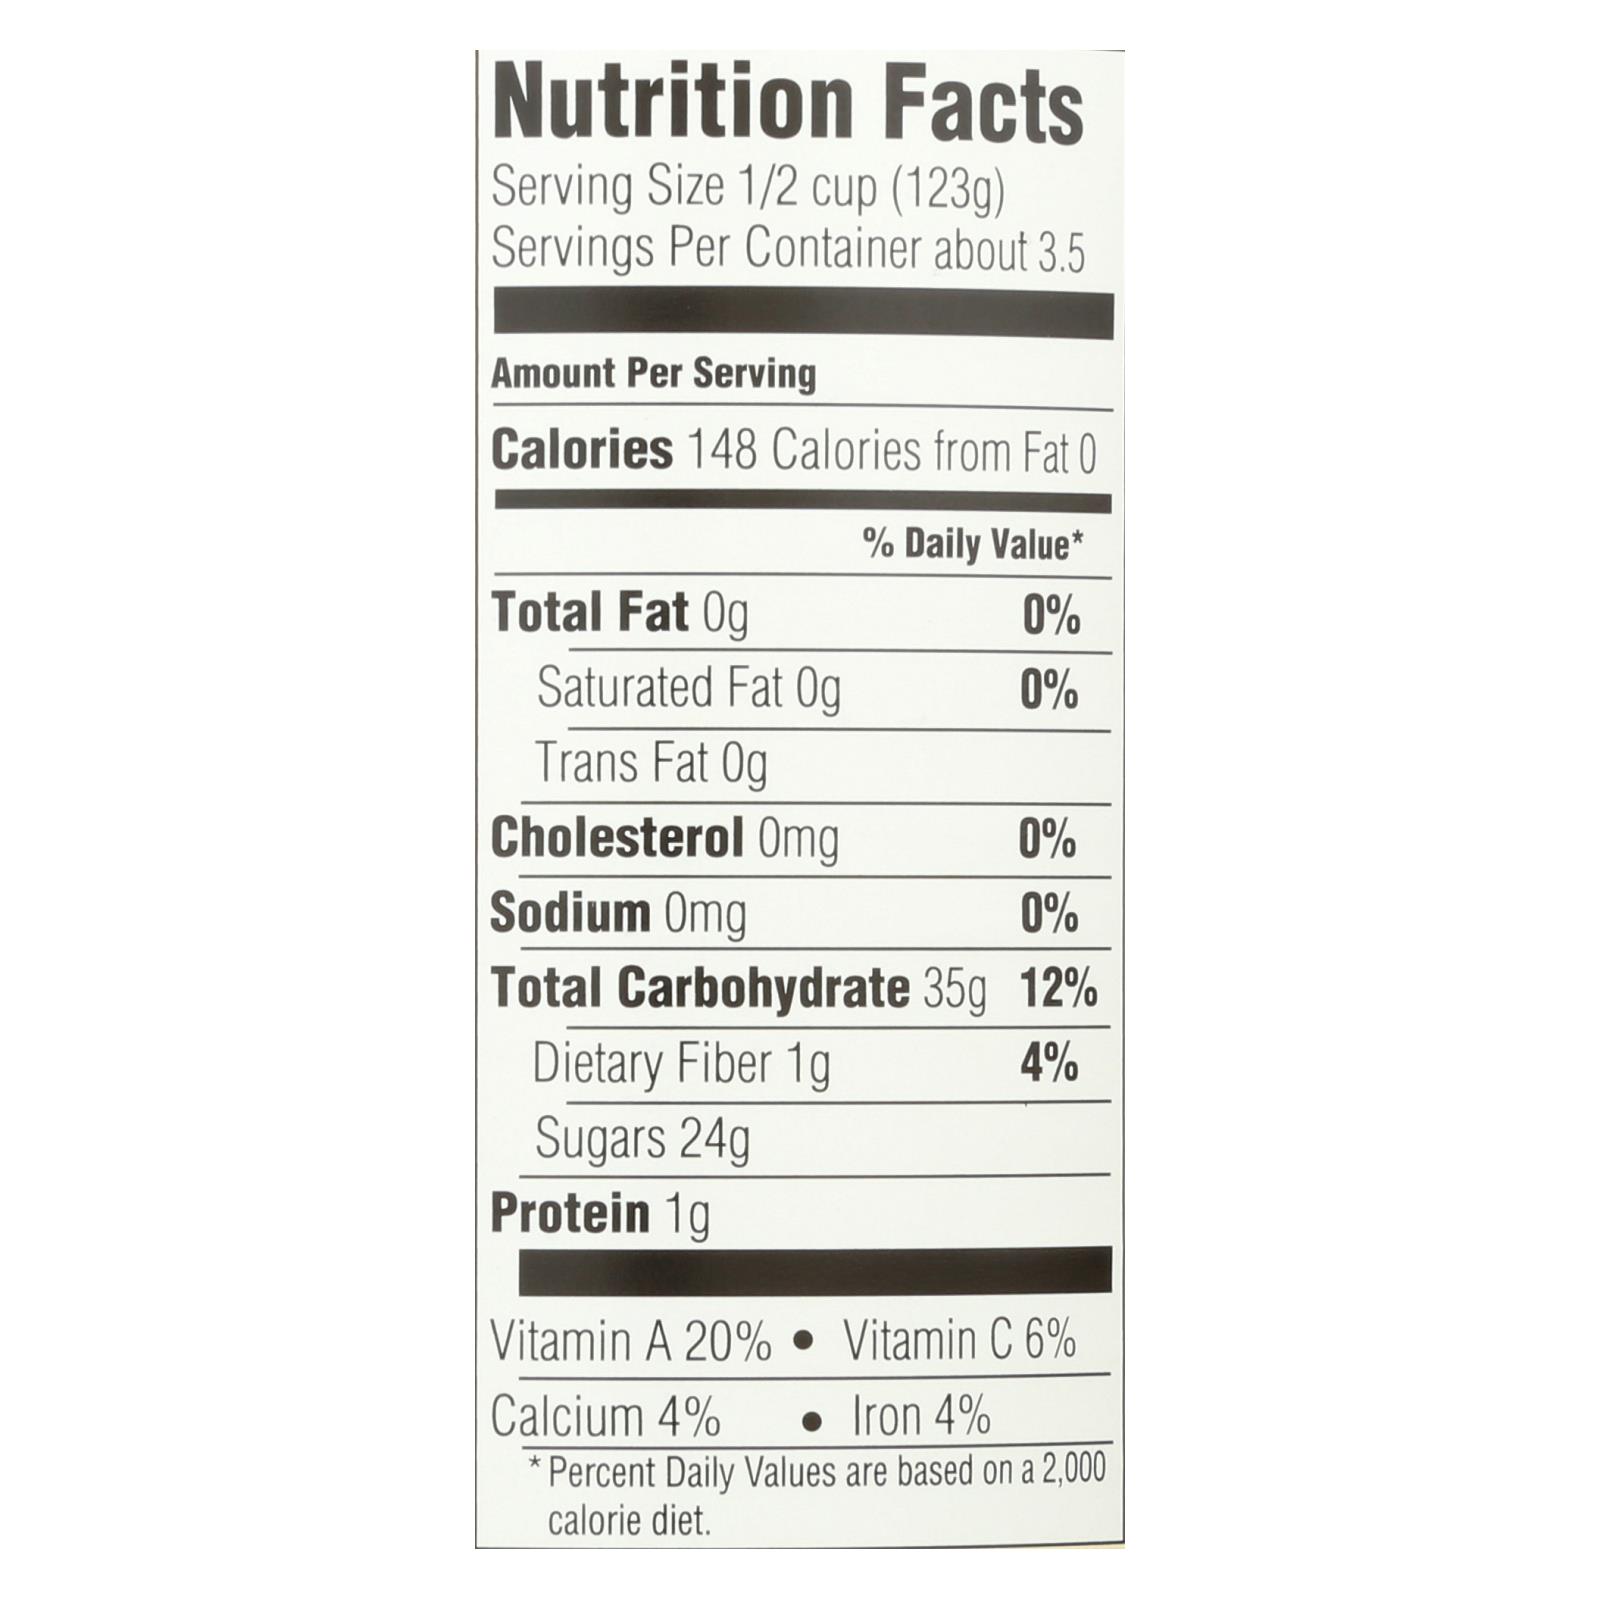 Nutrition Facts
Serving Size 1/2 cup (123g)
Servings Per Container about 3.5
Amount Per Serving
Calories 148 Calories from Fat 0
% Daily Value*
Total Fat 0g 0%
Saturated Fat 0g 0%
Trans Fat 0g
Cholesterol 0mg 0%
Sodium 0mg 0%
Total Carbohydrate 35g 12%
Dietary Fiber 1g 4%
Sugars 24g
Protein 1g
Vitamin A 20% • Vitamin C 6%
Calcium 4% • Iron 4%
* Percent Daily Values are based on a 2,000
calorie diet.